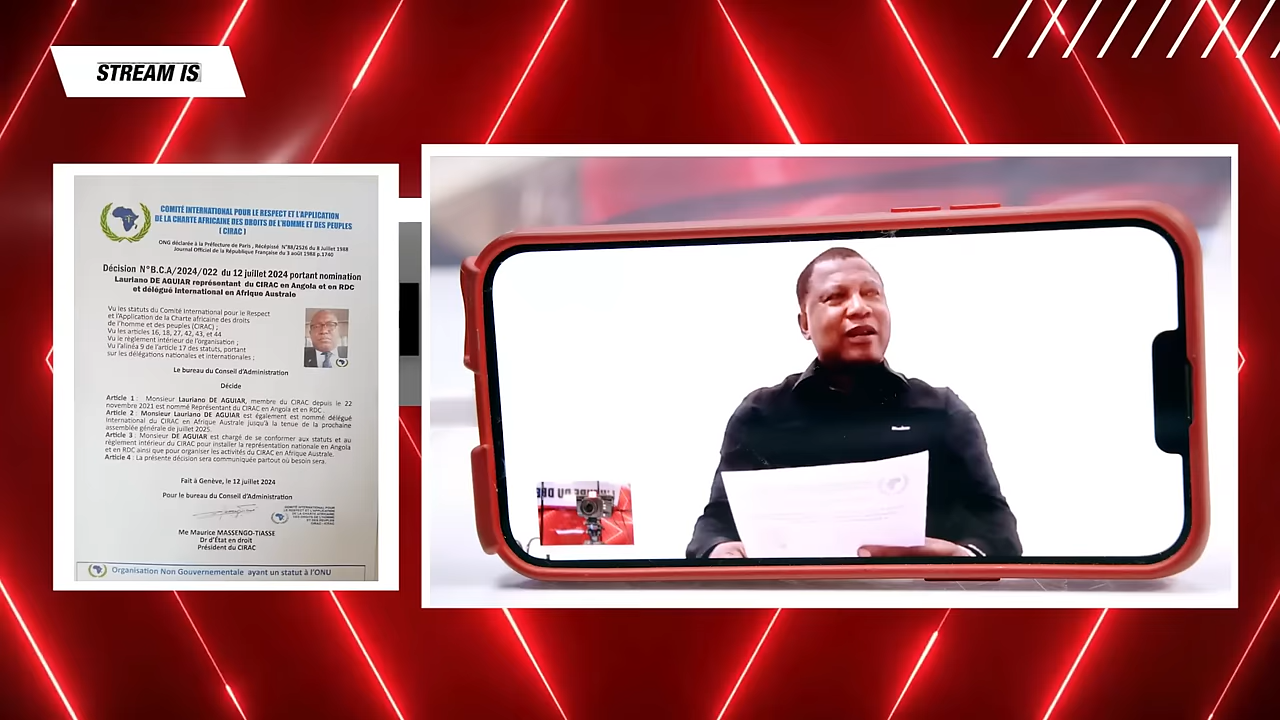 STREAM IS
COMITÉ INTERNATIONAL POUR LE RESPECT ET L'APPLICATION
DE LA CHARTE AFRICAINE DES DROITS DE L'HOMME ET DES PEUPLES
( CIRAC )
ONG déclarée à la Préfecture de Paris, Récépissé N°88/2526 du 8 Juillet 1988
Journal Officiel de la République Française du 3 août 1988 p.1740
Décision N°B.C.A/2024/022 du 12 juillet 2024 portant nomination
Lauriano DE AGUIAR représentant du CIRAC en Angola et en RDC
et délégué International en Afrique Australe
Vu les statuts du Comité International pour le Respect
et l'Application de la Charte africaine des droits
de l'homme et des peuples (CIRAC) ;
Vu les articles 16, 18, 27, 42, 43, et 44
Vu le règlement intérieur de l'organisation ;
Vu l'alinéa 9 de l'article 17 des statuts, portant
sur les délégations nationales et internationales ;
Le bureau du Conseil d'Administration
Décide
Article 1 : Monsieur Lauriano DE AGUIAR, membre du CIRAC depuis le 22
novembre 2021 est nommé Représentant du CIRAC en Angola et en RDC.
Article 2 : Monsieur Lauriano DE AGUIAR est également est nommé délégué
International du CIRAC en Afrique Australe jusqu'à la tenue de la prochaine
assemblée générale de juillet 2025.
Article 3 : Monsieur DE AGUIAR est chargé de se conformer aux statuts et au
règlement intérieur du CIRAC pour installer la représentation nationale en Angola
et en RDC ainsi que pour organiser les activités du CIRAC en Afrique Australe.
Article 4 : La présente décision sera communiquée partout où besoin sera.
Fait à Genève, le 12 juillet 2024
Pour le bureau du Conseil d'Administration
Me Maurice MASSENGO-TIASSE
Dr d'État en droit
Président du CIRAC
Organisation Non Gouvernementale ayant un statut à l'ONU